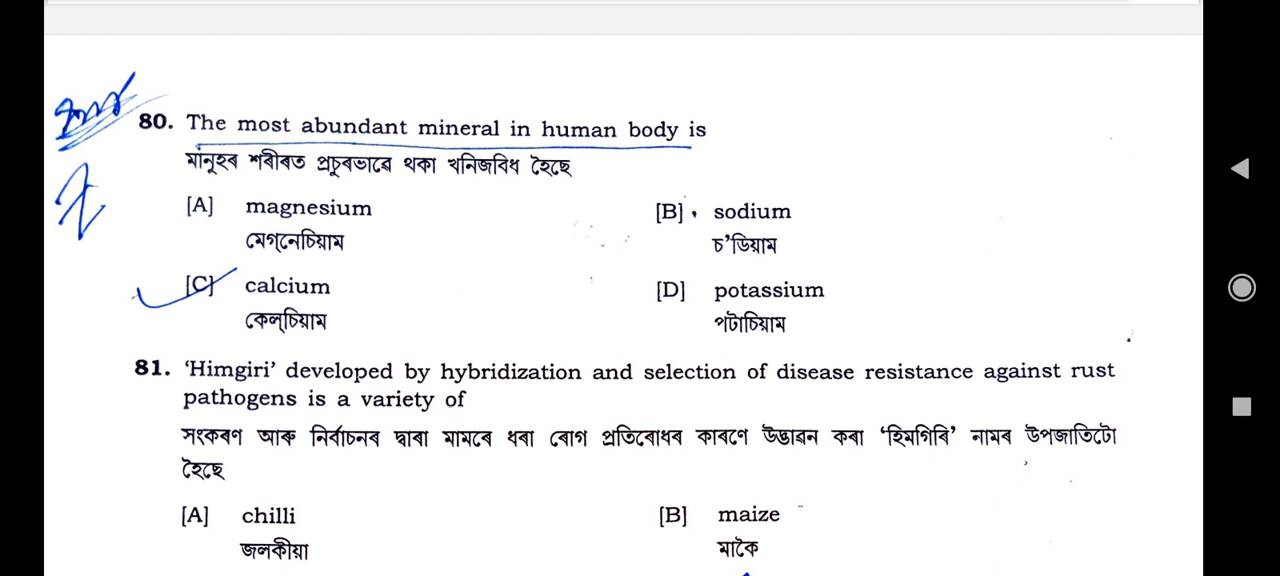 80. The most abundant mineral in human body is
মানুহৰ শৰীৰত প্ৰচুৰভাৱে থকা খনিজবিধ হৈছে
[A] magnesium [B] sodium
মেগ্‌নেচিয়াম চ’ডিয়াম
[C] calcium [D] potassium
কেল্‌চিয়াম পটাচিয়াম
81. ‘Himgiri’ developed by hybridization and selection of disease resistance against rust
pathogens is a variety of
সংকৰণ আৰু নিৰ্বাচনৰ দ্বাৰা মামৰে ধৰা ৰোগ প্ৰতিৰোধৰ কাৰণে উদ্ভাৱন কৰা ‘হিমগিৰি’ নামৰ উপজাতিটো
হৈছে
[A] chilli [B] maize
জলকীয়া মাকৈ